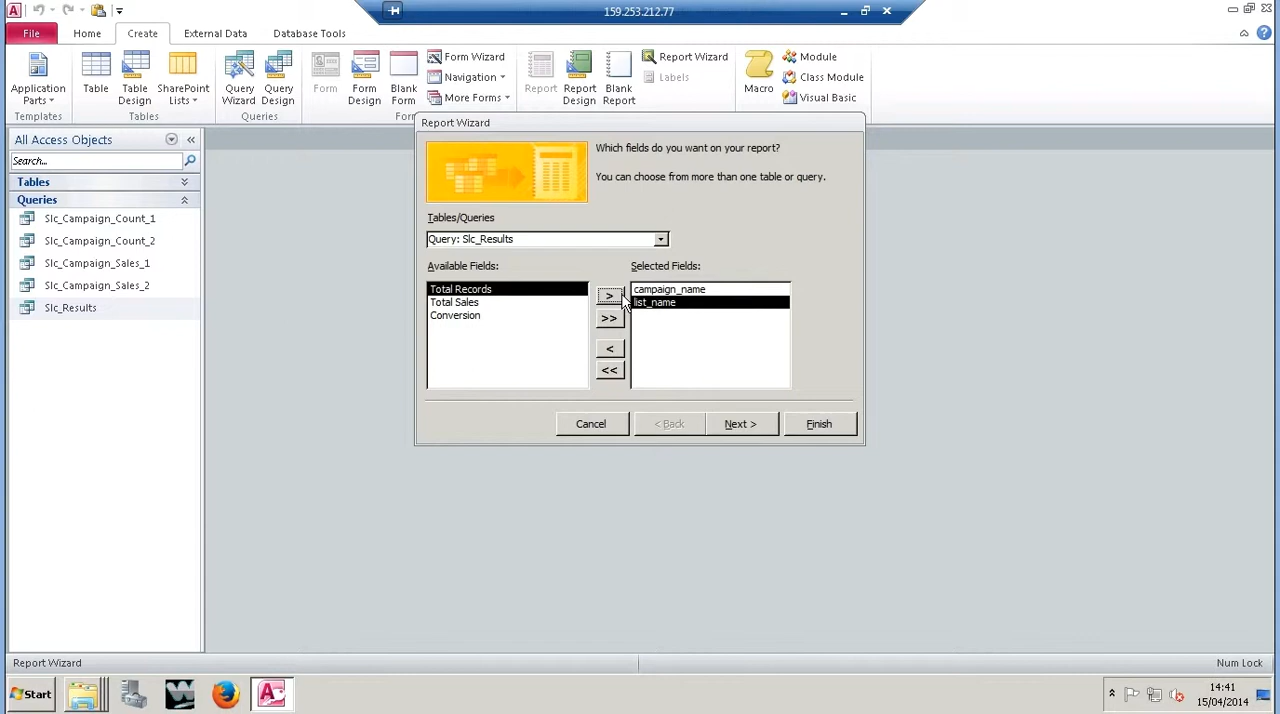 159.253.212.77
File Home Create External Data Database Tools
Application Parts
Table
Table Design
SharePoint Lists
Query Wizard
Query Design
Form
Form Design
Blank Form
Form Wizard
Navigation
More Forms
Report
Report Design
Blank Report
Report Wizard
Labels
Macro
Module
Class Module
Visual Basic
Templates Tables Queries For
All Access Objects
Search...
Tables
Queries
Slc_Campaign_Count_1
Slc_Campaign_Count_2
Slc_Campaign_Sales_1
Slc_Campaign_Sales_2
Slc_Results
Report Wizard
Which fields do you want on your report?
You can choose from more than one table or query.
Tables/Queries
Query: Slc_Results
Available Fields:
Total Records
Total Sales
Conversion
>
>>
<
<<
Selected Fields:
campaign_name
list_name
Cancel < Back Next > Finish
Report Wizard Num Lock
Start
14:41
15/04/2014